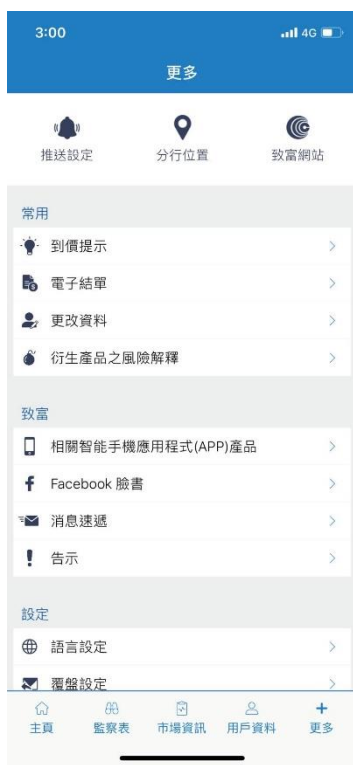 3:00
4G
更多
推送設定
分行位置
致富網站
常用
到價提示
電子結單
更改資料
衍生產品之風險解釋
致富
相關智能手機應用程式(APP)產品
Facebook 臉書
消息速遞
告示
設定
語言設定
覆盤設定
主頁
監察表
市場資訊
用戶資料
更多